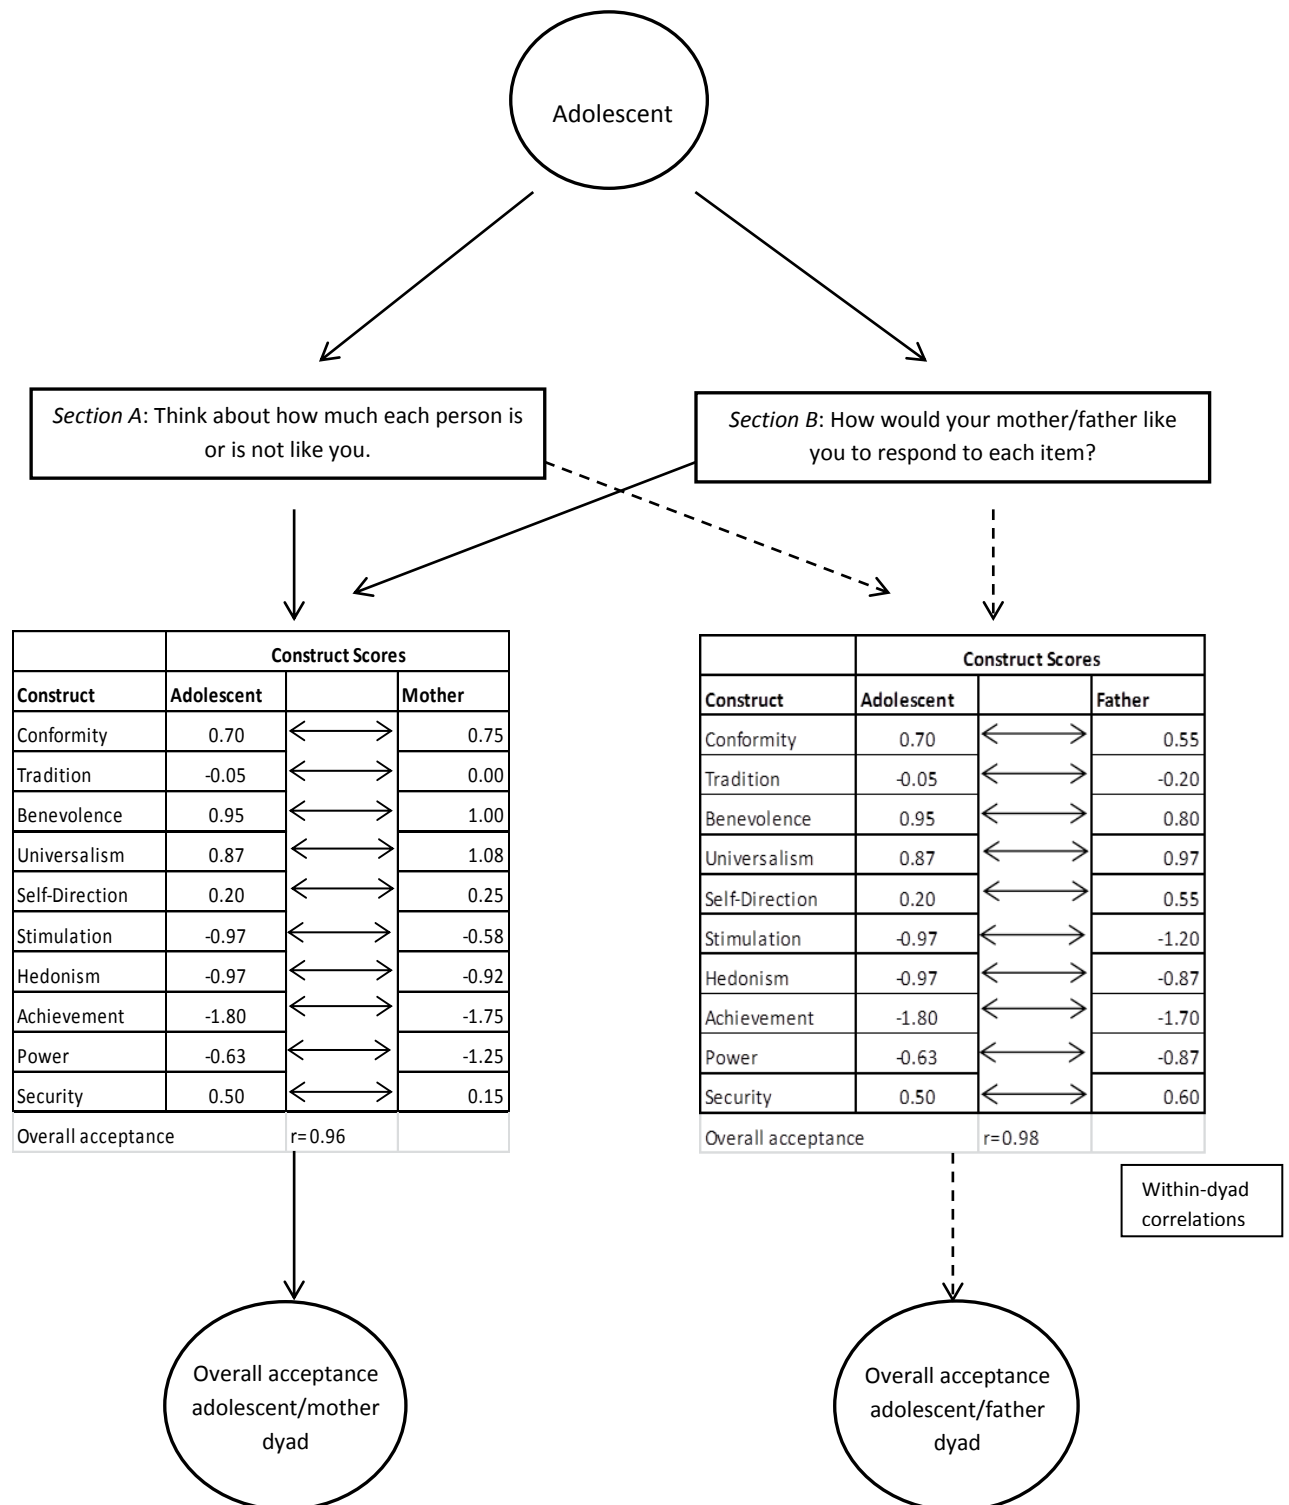 Adolescent
Section A: Think about how much each person is
or is not like you.
Section B: How would your mother/father like
you to respond to each item?
Construct Scores
Construct Adolescent Mother
Conformity 0.70 0.75
Tradition -0.05 0.00
Benevolence 0.95 1.00
Universalism 0.87 1.08
Self-Direction 0.20 0.25
Stimulation -0.97 -0.58
Hedonism -0.97 -0.92
Achievement -1.80 -1.75
Power -0.63 -1.25
Security 0.50 0.15
Overall acceptance r=0.96
Construct Scores
Construct Adolescent Father
Conformity 0.70 0.55
Tradition -0.05 -0.20
Benevolence 0.95 0.80
Universalism 0.87 0.97
Self-Direction 0.20 0.55
Stimulation -0.97 -1.20
Hedonism -0.97 -0.87
Achievement -1.80 -1.70
Power -0.63 -0.87
Security 0.50 0.60
Overall acceptance r=0.98
Within-dyad
correlations
Overall acceptance
adolescent/mother
dyad
Overall acceptance
adolescent/father
dyad